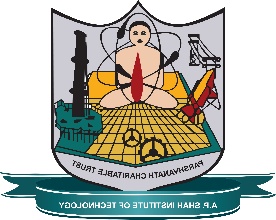 PARSHVANATH CHARITABLE TRUST
A.P. SHAH INSTITUTE OF TECHNOLOGY